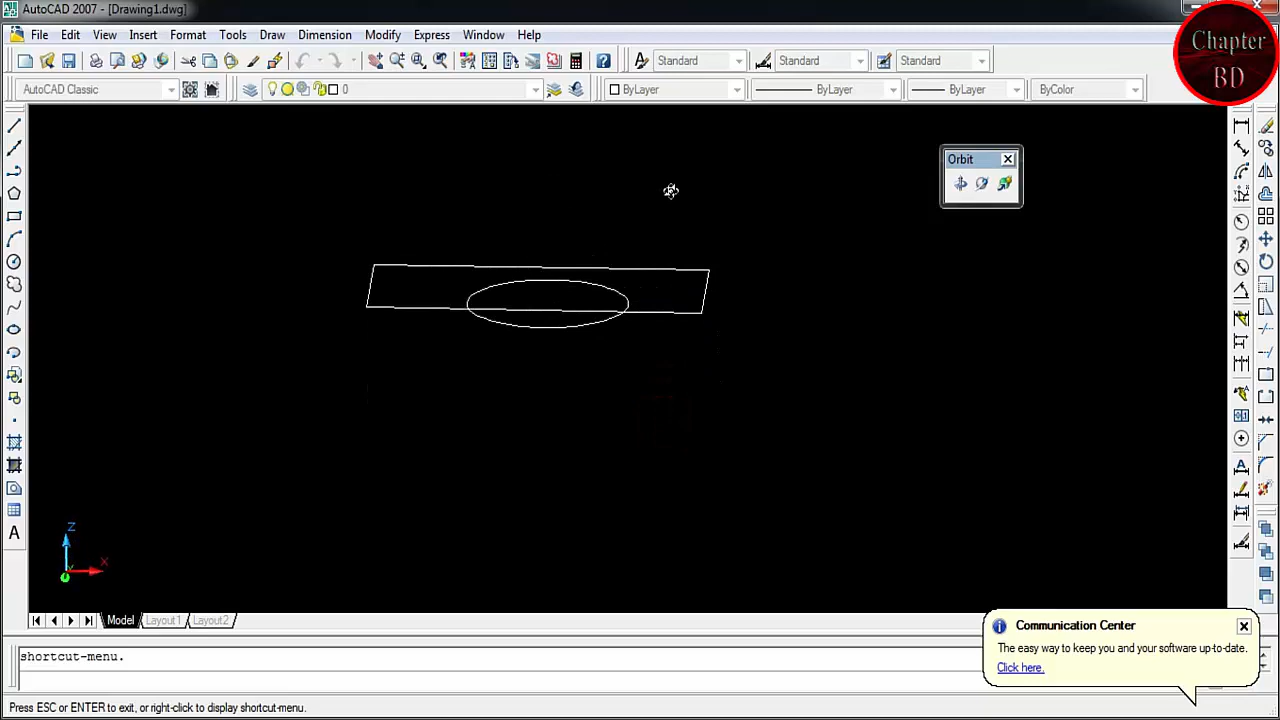 AutoCAD 2007 - [Drawing1.dwg]
File Edit View Insert Format Tools Draw Dimension Modify Express Window Help
Standard Standard Standard
AutoCAD Classic 0 ByLayer ByLayer ByLayer ByColor
Chapter
BD
Orbit
Z
X
Y
A
Model Layout1 Layout2
shortcut-menu.
Communication Center
The easy way to keep you and your software up-to-date.
Click here.
Press ESC or ENTER to exit, or right-click to display shortcut-menu.